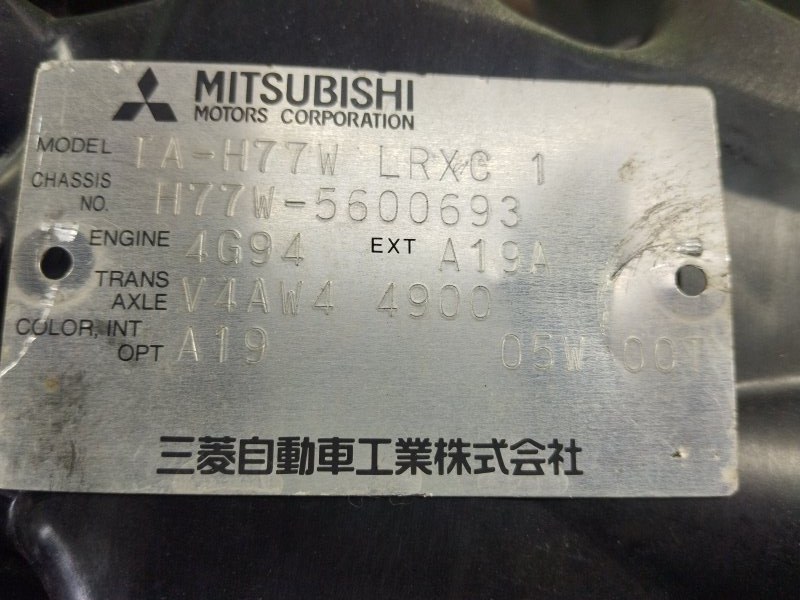 MITSUBISHI
MOTORS CORPORATION
MODEL TA-H77W LRXC 1
CHASSIS NO. H77W-5600693
ENGINE 4G94 EXT A19A
TRANS AXLE V4AW4 4900
COLOR, INT OPT A19 05W 007
三菱自動車工業株式会社